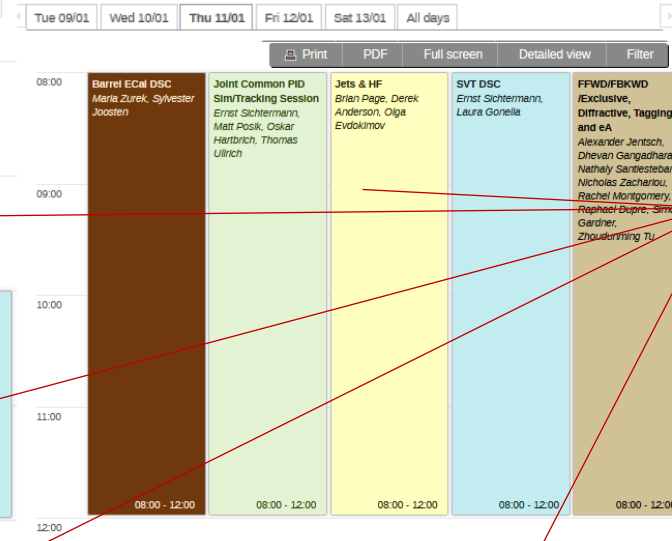 Tue 09/01 Wed 10/01 Thu 11/01 Fri 12/01 Sat 13/01 All days
Print PDF Full screen Detailed view Filter
08:00
09:00
10:00
11:00
12:00
Barrel ECal DSC
Maria Zurek, Sylvester
Joosten
08:00 - 12:00
Joint Common PID
Sim/Tracking Session
Ernst Sichtermann,
Matt Posik, Oskar
Hartbrich, Thomas
Ullrich
08:00 - 12:00
Jets & HF
Brian Page, Derek
Anderson, Olga
Evdokimov
08:00 - 12:00
SVT DSC
Ernst Sichtermann,
Laura Gonella
08:00 - 12:00
FFWD/FBKWD
/Exclusive,
Diffractive, Tagging
and eA
Alexander Jentsch,
Dhevan Gangadhara
Nathaly Santiesteban
Nicholas Zachariou,
Rachel Montgomery,
Raphael Dupre, Simo
Gardner,
Zhoudunming Tu
08:00 - 12:00